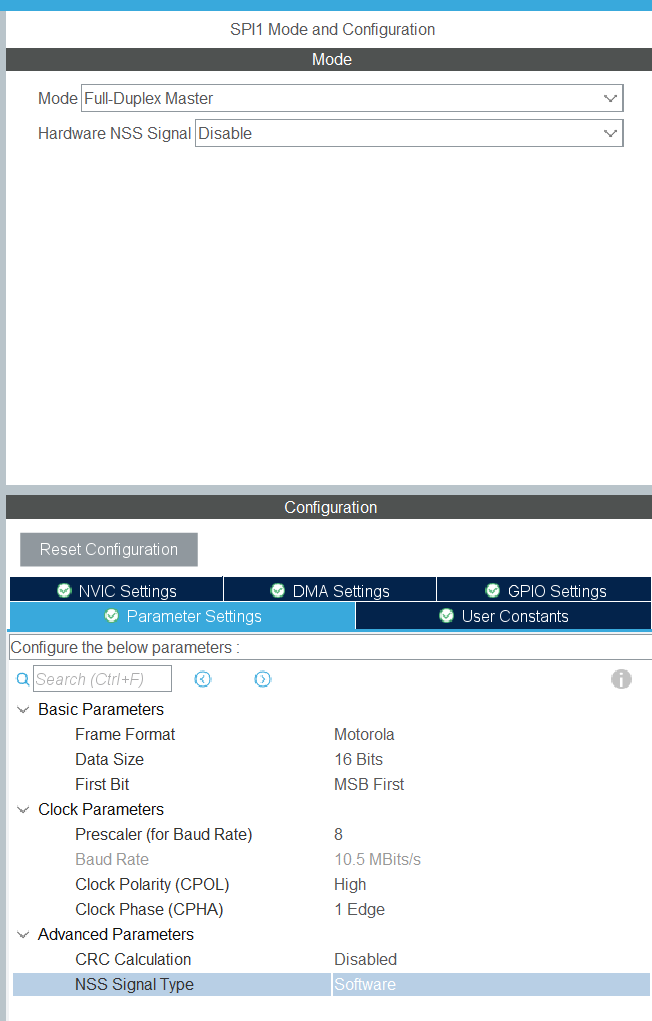 SPI1 Mode and Configuration
Mode
Mode Full-Duplex Master
Hardware NSS Signal Disable
Configuration
Reset Configuration
NVIC Settings DMA Settings GPIO Settings
Parameter Settings User Constants
Configure the below parameters :
Search (Ctrl+F)
Basic Parameters
Frame Format Motorola
Data Size 16 Bits
First Bit MSB First
Clock Parameters
Prescaler (for Baud Rate) 8
Baud Rate 10.5 MBits/s
Clock Polarity (CPOL) High
Clock Phase (CPHA) 1 Edge
Advanced Parameters
CRC Calculation Disabled
NSS Signal Type Software